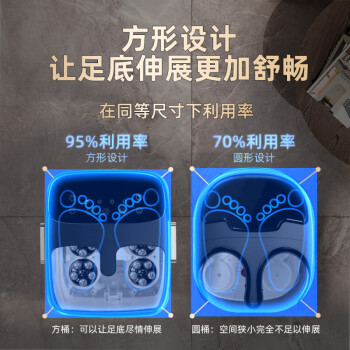 方形设计
让足底伸展更加舒畅
在同等尺寸下利用率
95%利用率
方形设计
70%利用率
圆形设计
方桶：可以让足底尽情伸展
圆桶：空间狭小完全不足以伸展